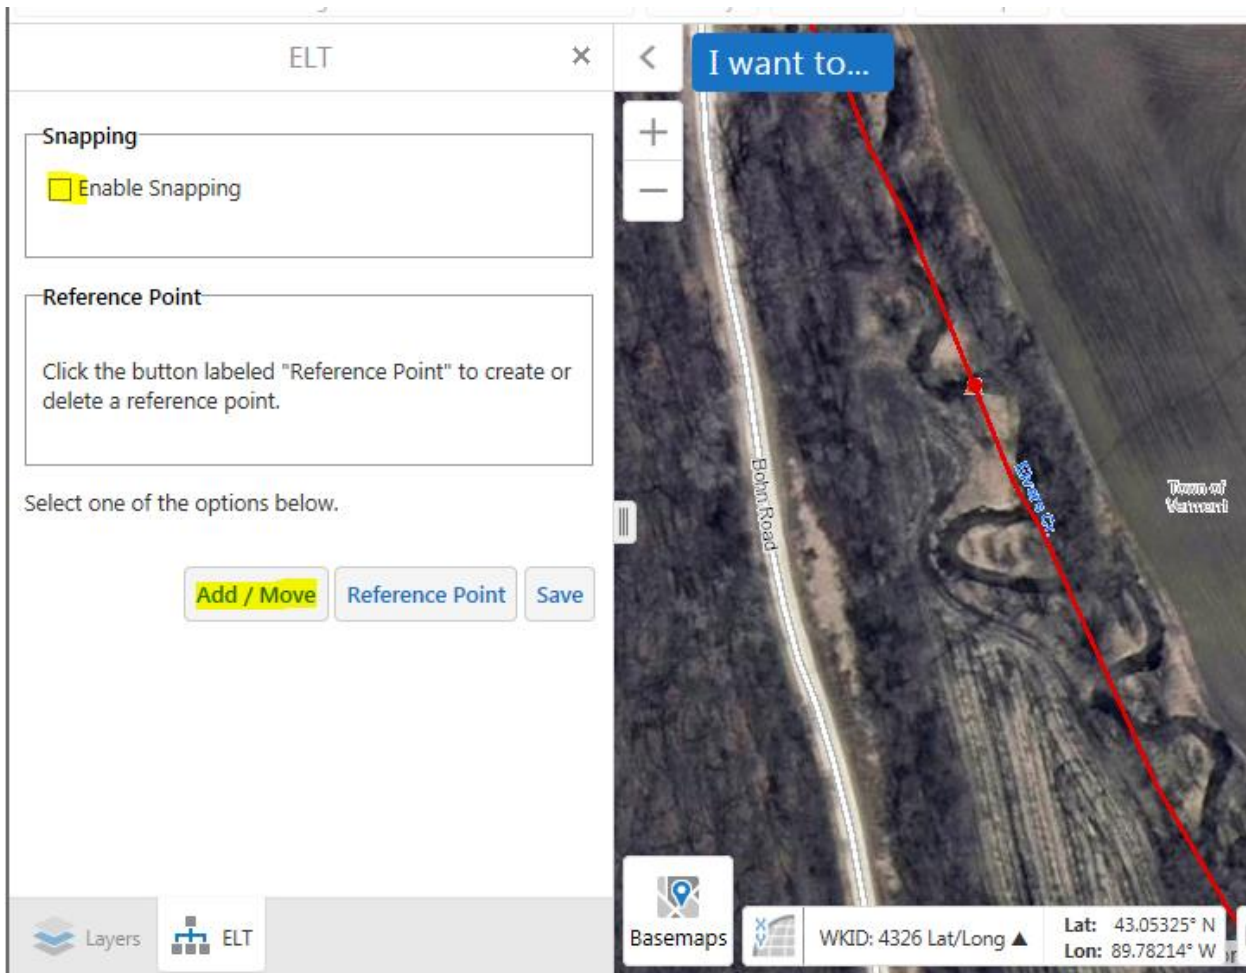 ELT
I want to...
Snapping
Enable Snapping
Reference Point
Click the button labeled "Reference Point" to create or
delete a reference point.
Select one of the options below.
Add / Move
Reference Point
Save
Bohn Road
Elvers Cr.
Town of
Vermont
Layers
ELT
Basemaps
WKID: 4326 Lat/Long ▲
Lat: 43.05325° N
Lon: 89.78214° W